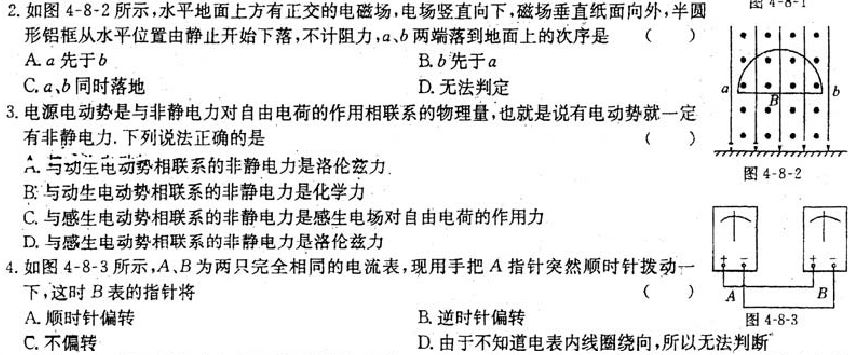 图 4-8-1
2. 如图 4-8-2 所示,水平地面上方有正交的电磁场,电场竖直向下,磁场垂直纸面向外,半圆
形铝框从水平位置由静止开始下落,不计阻力,a、b 两端落到地面上的次序是 ( )
A. a 先于 b B. b 先于 a
C. a、b 同时落地 D. 无法判定
a B b
图 4-8-2
3. 电源电动势是与非静电力对自由电荷的作用相联系的物理量,也就是说有电动势就一定
有非静电力. 下列说法正确的是 ( )
A. 与动生电动势相联系的非静电力是洛伦兹力.
B. 与动生电动势相联系的非静电力是化学力
C. 与感生电动势相联系的非静电力是感生电场对自由电荷的作用力
D. 与感生电动势相联系的非静电力是洛伦兹力
4. 如图 4-8-3 所示,A、B 为两只完全相同的电流表,现用手把 A 指针突然顺时针拨动一
下,这时 B 表的指针将 ( )
A. 顺时针偏转 B. 逆时针偏转
C. 不偏转 D. 由于不知道电表内线圈绕向,所以无法判断
+ − + −
A B
图 4-8-3